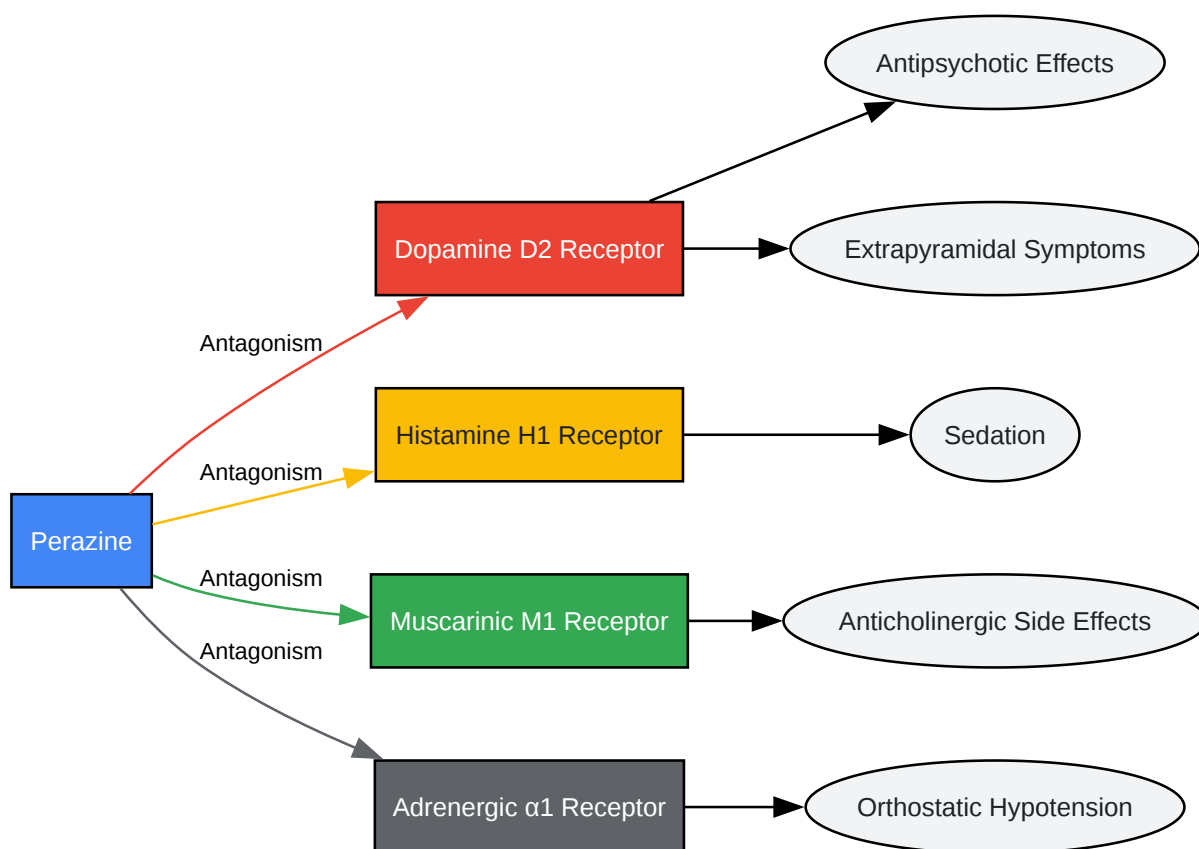 Antipsychotic Effects
Dopamine D2 Receptor
Extrapyramidal Symptoms
Antagonism
Histamine H1 Receptor
Sedation
Antagonism
Perazine
Antagonism
Muscarinic M1 Receptor
Anticholinergic Side Effects
Antagonism
Adrenergic α1 Receptor
Orthostatic Hypotension